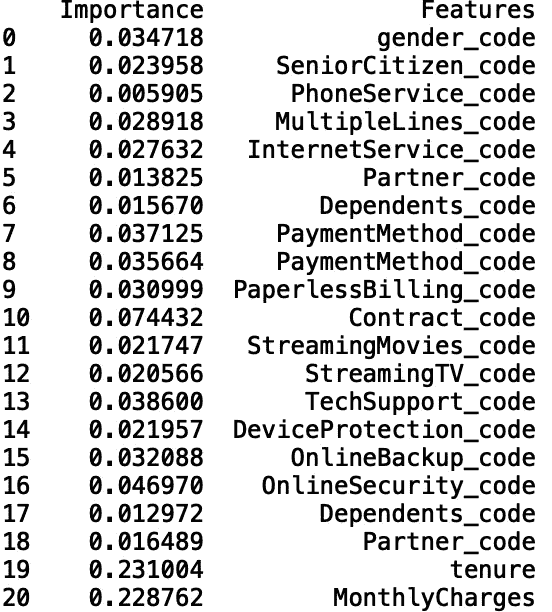 Importance Features
0 0.034718 gender_code
1 0.023958 SeniorCitizen_code
2 0.005905 PhoneService_code
3 0.028918 MultipleLines_code
4 0.027632 InternetService_code
5 0.013825 Partner_code
6 0.015670 Dependents_code
7 0.037125 PaymentMethod_code
8 0.035664 PaymentMethod_code
9 0.030999 PaperlessBilling_code
10 0.074432 Contract_code
11 0.021747 StreamingMovies_code
12 0.020566 StreamingTV_code
13 0.038600 TechSupport_code
14 0.021957 DeviceProtection_code
15 0.032088 OnlineBackup_code
16 0.046970 OnlineSecurity_code
17 0.012972 Dependents_code
18 0.016489 Partner_code
19 0.231004 tenure
20 0.228762 MonthlyCharges